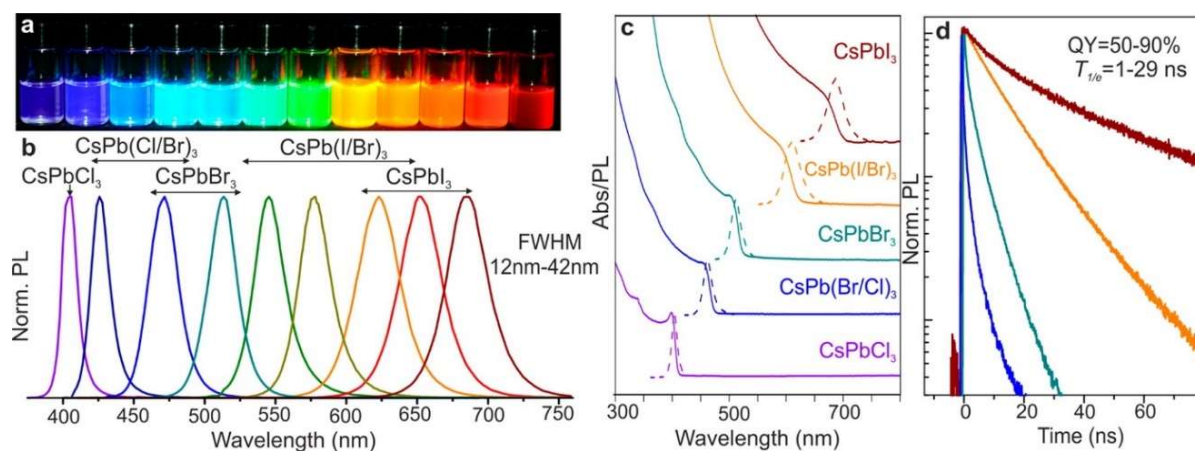 a
b
CsPb(Cl/Br)₃
CsPb(I/Br)₃
CsPbCl₃
CsPbBr₃
CsPbI₃
FWHM
12nm-42nm
Norm. PL
400 450 500 550 600 650 700 750
Wavelength (nm)
c
CsPbI₃
CsPb(I/Br)₃
CsPbBr₃
CsPb(Br/Cl)₃
CsPbCl₃
Abs/PL
300 500 700
Wavelength (nm)
d
QY=50-90%
T₁/ₑ=1-29 ns
Norm. PL
0 20 40 60
Time (ns)